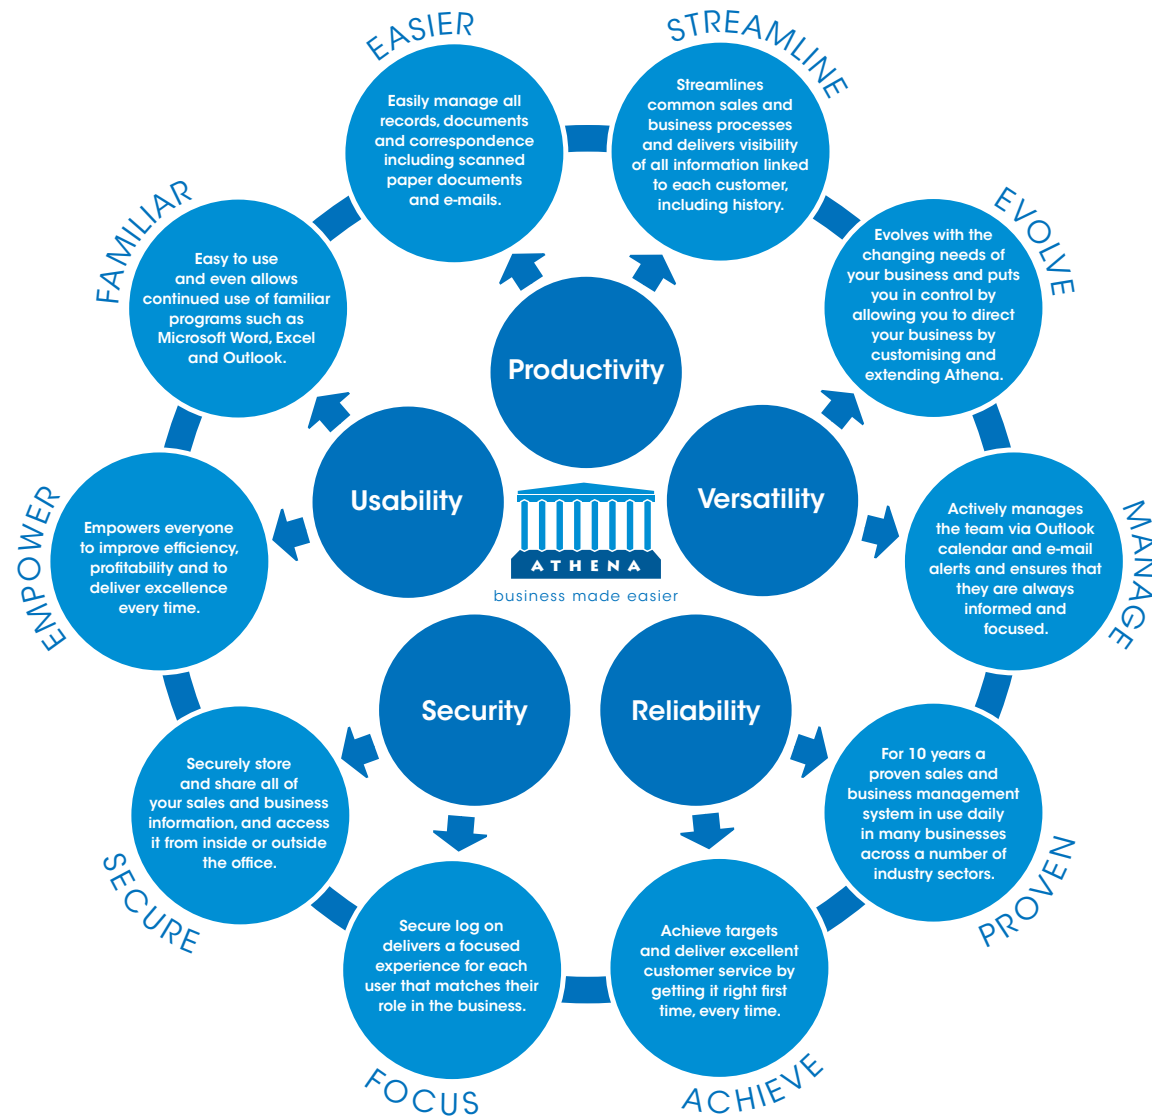 EASIER
Easily manage all
records, documents
and correspondence
including scanned
paper documents
and e-mails.
STREAMLINE
Streamlines
common sales and
business processes
and delivers visibility
of all information linked
to each customer,
including history.
EVOLVE
Evolves with the
changing needs of
your business and puts
you in control by
allowing you to direct
your business by
customising and
extending Athena.
MANAGE
Actively manages
the team via Outlook
calendar and e-mail
alerts and ensures that
they are always
informed and
focused.
PROVEN
For 10 years a
proven sales and
business management
system in use daily
in many businesses
across a number of
industry sectors.
ACHIEVE
Achieve targets
and deliver excellent
customer service by
getting it right first
time, every time.
FOCUS
Secure log on
delivers a focused
experience for each
user that matches their
role in the business.
SECURE
Securely store
and share all of
your sales and business
information, and access
it from inside or outside
the office.
EMPOWER
Empowers everyone
to improve efficiency,
profitability and to
deliver excellence
every time.
FAMILIAR
Easy to use
and even allows
continued use of familiar
programs such as
Microsoft Word, Excel
and Outlook.
Productivity
Usability
Versatility
ATHENA
business made easier
Security
Reliability